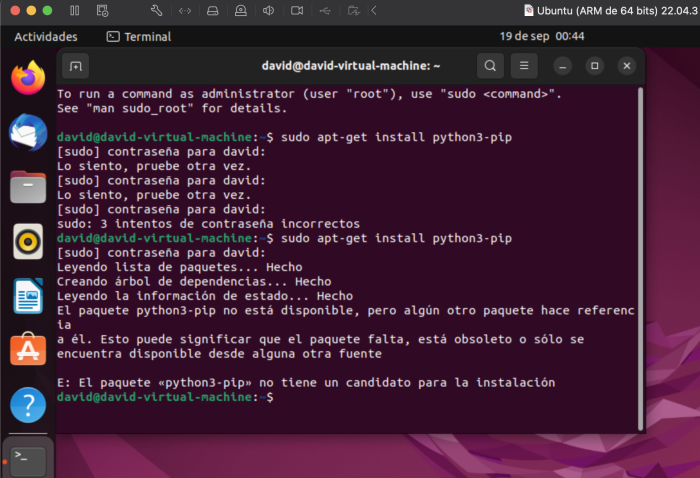 Ubuntu (ARM de 64 bits) 22.04.3
Actividades
Terminal
19 de sep 00:44
david@david-virtual-machine: ~
To run a command as administrator (user "root"), use "sudo <command>".
See "man sudo_root" for details.
david@david-virtual-machine:~$ sudo apt-get install python3-pip
[sudo] contraseña para david:
Lo siento, pruebe otra vez.
[sudo] contraseña para david:
Lo siento, pruebe otra vez.
[sudo] contraseña para david:
sudo: 3 intentos de contraseña incorrectos
david@david-virtual-machine:~$ sudo apt-get install python3-pip
[sudo] contraseña para david:
Leyendo lista de paquetes... Hecho
Creando árbol de dependencias... Hecho
Leyendo la información de estado... Hecho
El paquete python3-pip no está disponible, pero algún otro paquete hace referenc
ia
a él. Esto puede significar que el paquete falta, está obsoleto o sólo se
encuentra disponible desde alguna otra fuente
E: El paquete «python3-pip» no tiene un candidato para la instalación
david@david-virtual-machine:~$